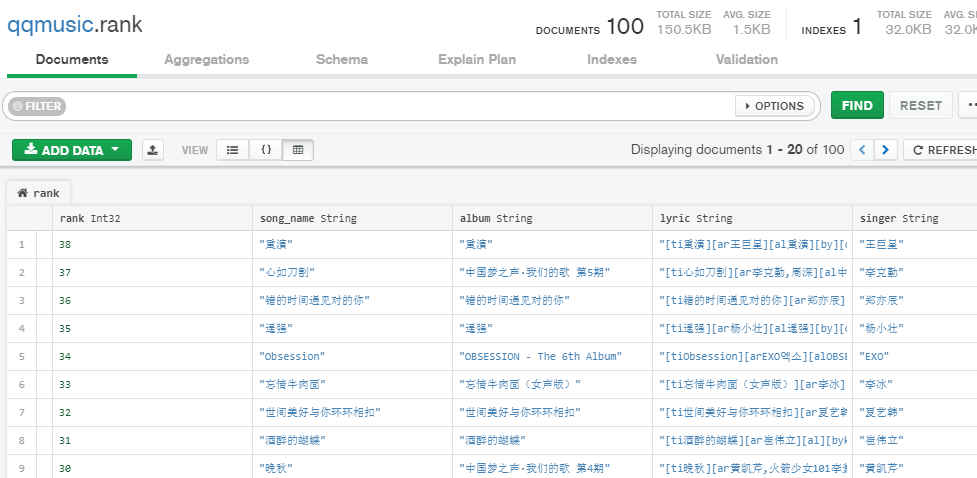 qqmusic.rank
DOCUMENTS 100 TOTAL SIZE 150.5KB AVG. SIZE 1.5KB INDEXES 1 TOTAL SIZE 32.0KB AVG. 32.0K
Documents Aggregations Schema Explain Plan Indexes Validation
FILTER OPTIONS FIND RESET
ADD DATA VIEW {} Displaying documents 1 - 20 of 100 < > REFRESH
rank
rank Int32 song_name String album String lyric String singer String
1 38 "重演" "重演" "[ti重演][ar王巨星][al重演][by][ "王巨星"
2 37 "心如刀割" "中国梦之声·我们的歌 第5期" "[ti心如刀割][ar李克勤,周深][al中 "李克勤"
3 36 "错的时间遇见对的你" "错的时间遇见对的你" "[ti错的时间遇见对的你][ar郑亦辰] "郑亦辰"
4 35 "逞强" "逞强" "[ti逞强][ar杨小壮][al逞强][by][ "杨小壮"
5 34 "Obsession" "OBSESSION - The 6th Album" "[tiObsession][arEXO엑소][alOBSE "EXO"
6 33 "忘情牛肉面" "忘情牛肉面（女声版）" "[ti忘情牛肉面（女声版）][ar李冰] "李冰"
7 32 "世间美好与你环环相扣" "世间美好与你环环相扣" "[ti世间美好与你环环相扣][ar夏艺韩 "夏艺韩"
8 31 "酒醉的蝴蝶" "酒醉的蝴蝶" "[ti酒醉的蝴蝶][ar崔伟立][al][by "崔伟立"
9 30 "晚秋" "中国梦之声·我们的歌 第4期" "[ti晚秋][ar黄凯芹,火箭少女101李 "黄凯芹"